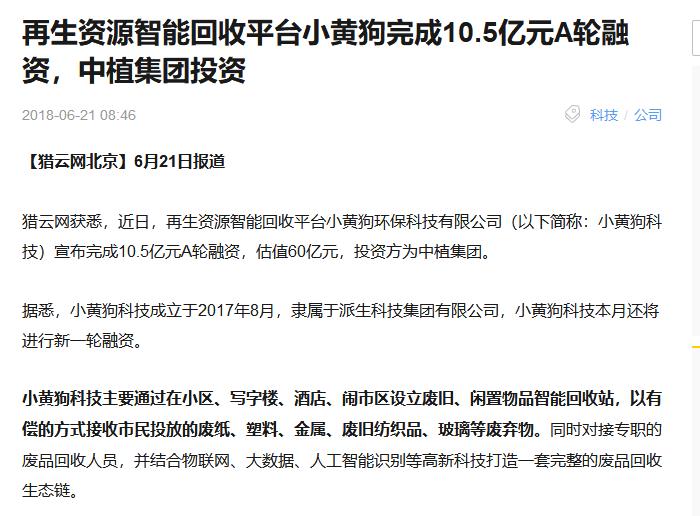 再生资源智能回收平台小黄狗完成10.5亿元A轮融
资，中植集团投资
2018-06-21 08:46
科技 / 公司
【猎云网北京】6月21日报道
猎云网获悉，近日，再生资源智能回收平台小黄狗环保科技有限公司（以下简称：小黄狗科
技）宣布完成10.5亿元A轮融资，估值60亿元，投资方为中植集团。
据悉，小黄狗科技成立于2017年8月，隶属于派生科技集团有限公司，小黄狗科技本月还将
进行新一轮融资。
小黄狗科技主要通过在小区、写字楼、酒店、闹市区设立废旧、闲置物品智能回收站，以有
偿的方式接收市民投放的废纸、塑料、金属、废旧纺织品、玻璃等废弃物。同时对接专职的
废品回收人员，并结合物联网、大数据、人工智能识别等高新科技打造一套完整的废品回收
生态链。